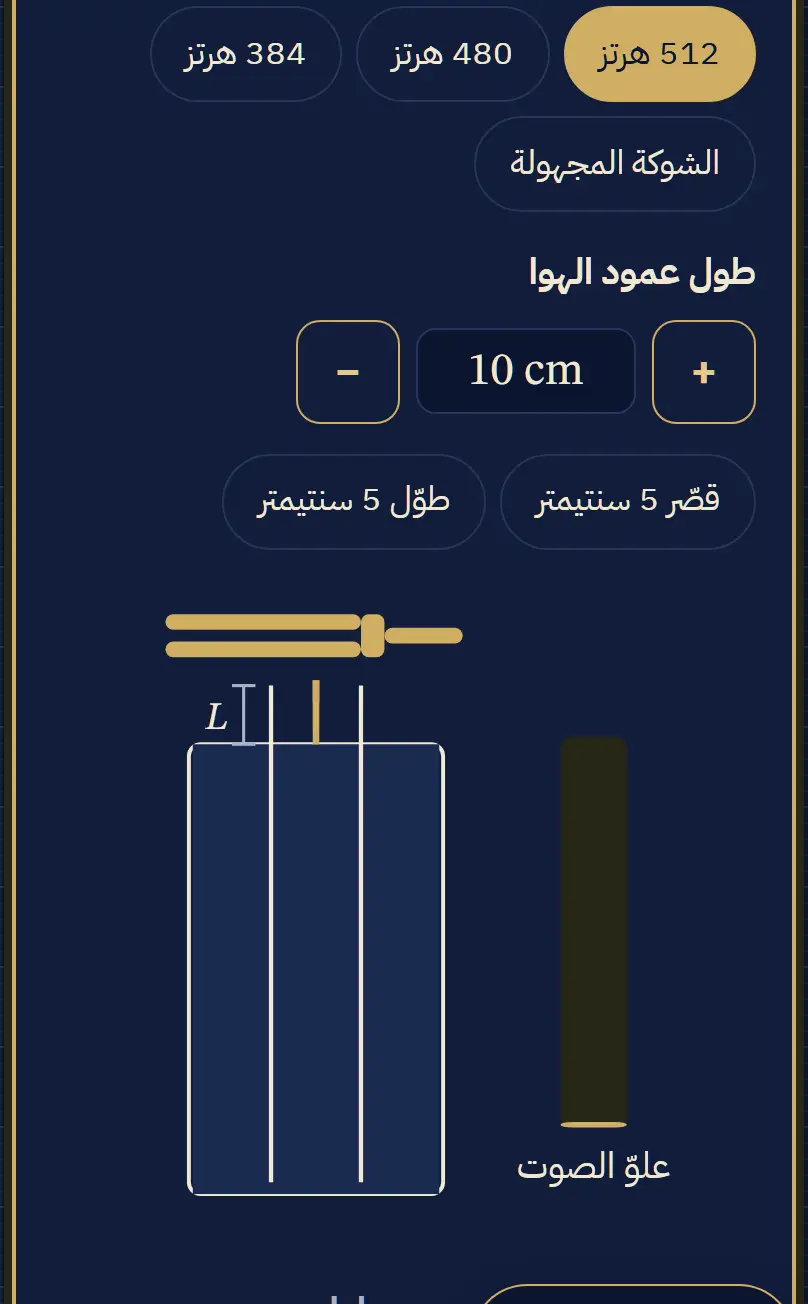 512 هرتز 480 هرتز 384 هرتز
الشوكة المجهولة
طول عمود الهوا
+ 10 cm −
قصّر 5 سنتيمتر طوّل 5 سنتيمتر
L
علوّ الصوت